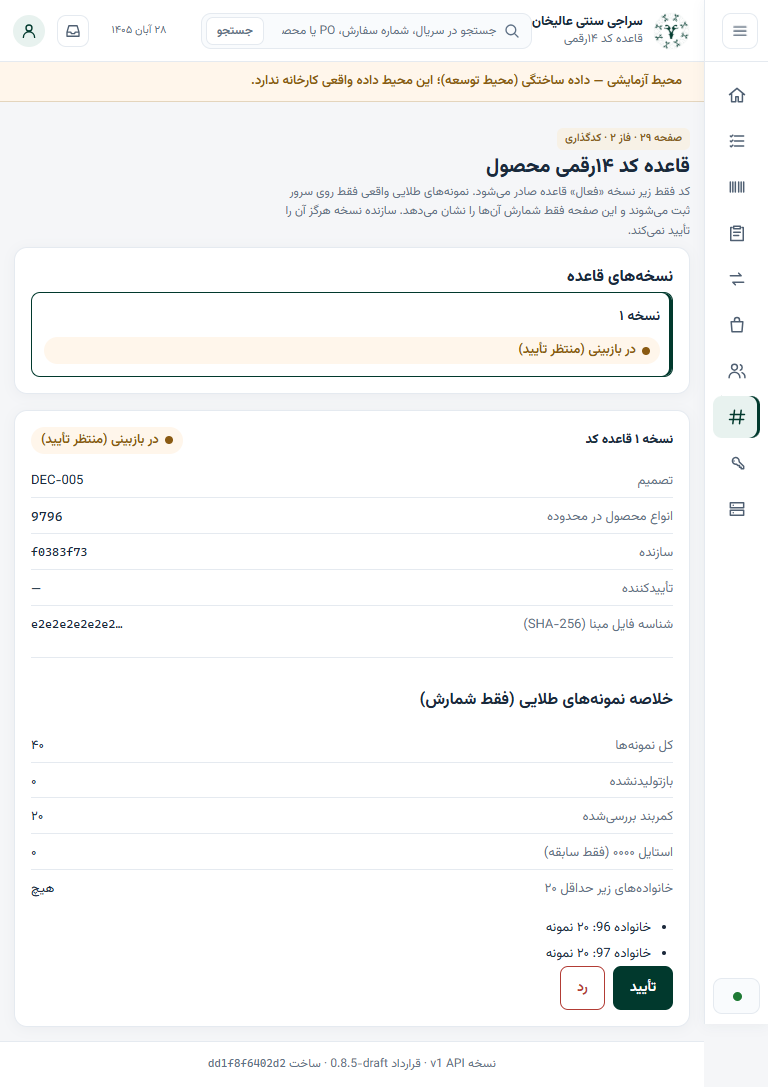 سراجی سنتی عالیخان
قاعده کد ۱۴رقمی
جستجو در سریال، شماره سفارش، PO یا محصـ
جستجو
۲۸ آبان ۱۴۰۵
محیط آزمایشی — داده ساختگی (محیط توسعه)؛ این محیط داده واقعی کارخانه ندارد.
صفحه ۲۹ · فاز ۲ · کدگذاری
قاعده کد ۱۴رقمی محصول
کد فقط زیر نسخه «فعال» قاعده صادر می‌شود. نمونه‌های طلایی واقعی فقط روی سرور
ثبت می‌شوند و این صفحه فقط شمارش آن‌ها را نشان می‌دهد. سازنده نسخه هرگز آن را
تأیید نمی‌کند.
نسخه‌های قاعده
نسخه ۱
در بازبینی (منتظر تأیید)
نسخه ۱ قاعده کد
در بازبینی (منتظر تأیید)
تصمیم DEC-005
انواع محصول در محدوده 9796
سازنده f0383f73
تأییدکننده —
شناسه فایل مبنا (SHA-256) e2e2e2e2e2e2…
خلاصه نمونه‌های طلایی (فقط شمارش)
کل نمونه‌ها ۴۰
بازتولیدنشده ۰
کمربند بررسی‌شده ۲۰
استایل ۰۰۰۰ (فقط سابقه) ۰
خانواده‌های زیر حداقل ۲۰ هیچ
• خانواده 96: ۲۰ نمونه
• خانواده 97: ۲۰ نمونه
تأیید
رد
نسخه v1 API · قرارداد 0.8.5-draft · ساخت dd1f8f6402d2